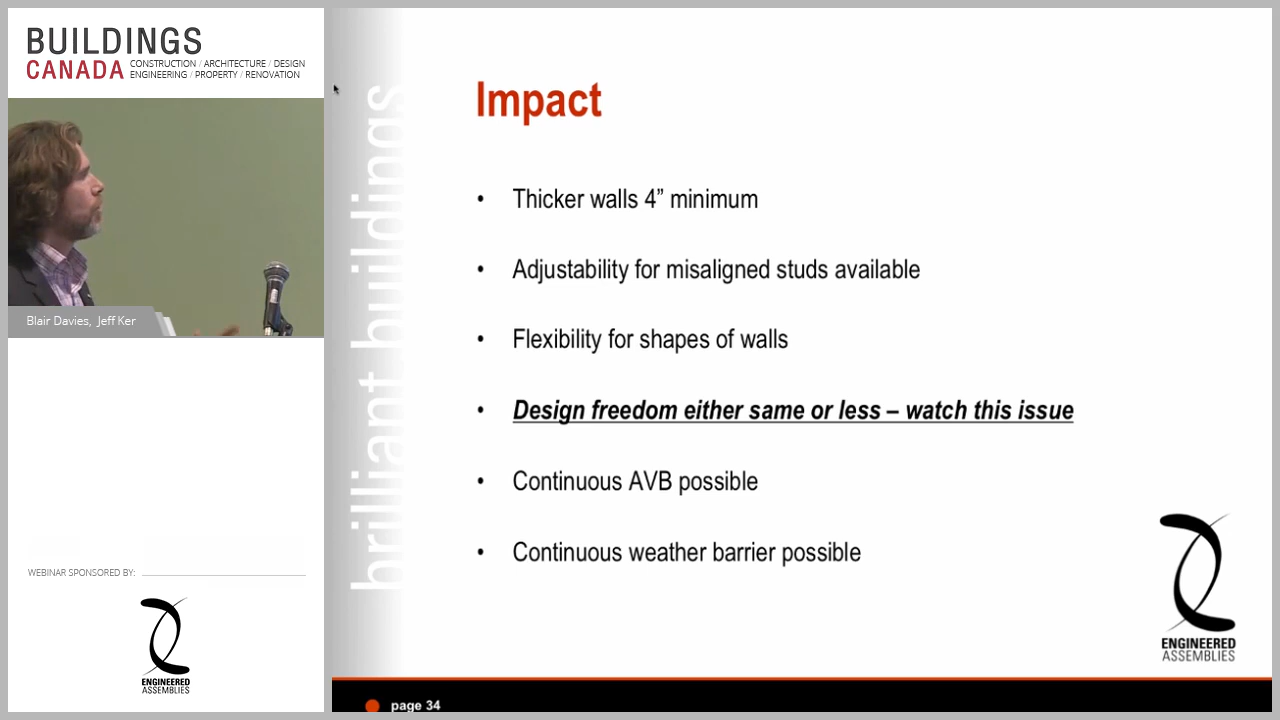 BUILDINGS
CANADA CONSTRUCTION / ARCHITECTURE / DESIGN
ENGINEERING / PROPERTY / RENOVATION
Blair Davies, Jeff Ker
WEBINAR SPONSORED BY:
ENGINEERED
ASSEMBLIES
brilliant buildings
Impact
• Thicker walls 4” minimum
• Adjustability for misaligned studs available
• Flexibility for shapes of walls
• Design freedom either same or less – watch this issue
• Continuous AVB possible
• Continuous weather barrier possible
ENGINEERED
ASSEMBLIES
page 34